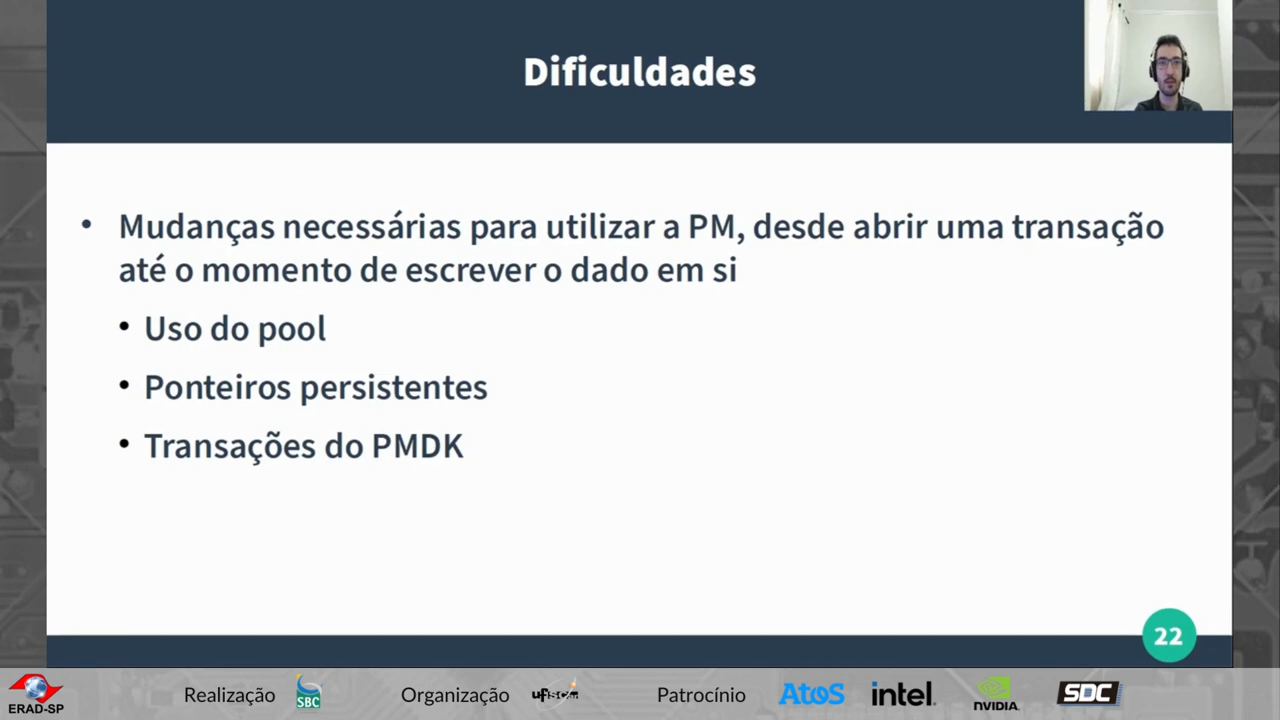 Dificuldades
• Mudanças necessárias para utilizar a PM, desde abrir uma transação
até o momento de escrever o dado em si
• Uso do pool
• Ponteiros persistentes
• Transações do PMDK
22
ERAD-SP
Realização
SBC
Organização
ufscar
Patrocínio
Atos
intel.
NVIDIA
SDC